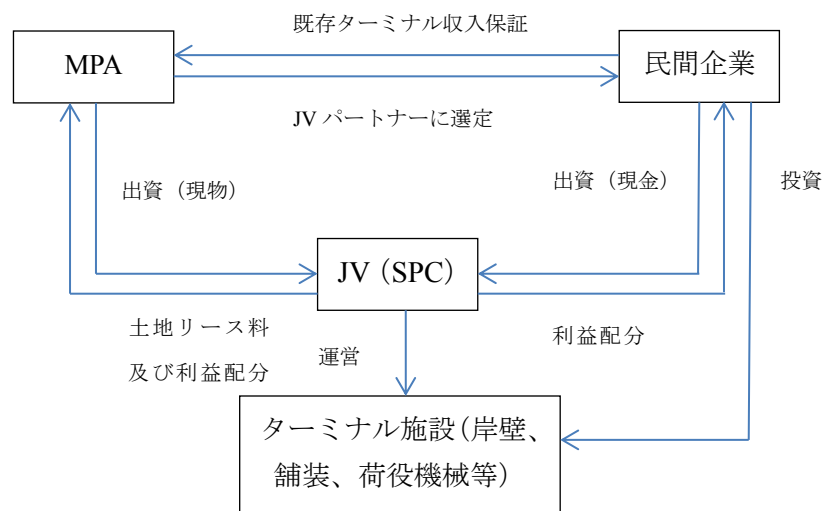 既存ターミナル収入保証
MPA
民間企業
JV パートナーに選定
出資（現物）
出資（現金）
投資
JV（SPC）
土地リース料
及び利益配分
運営
利益配分
ターミナル施設（岸壁、
舗装、荷役機械等）